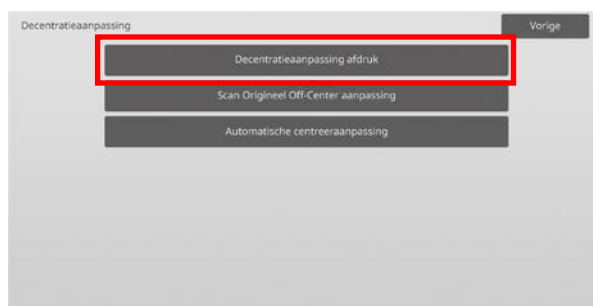 Decentratieaanpassing
Vorige
Decentratieaanpassing afdruk
Scan Origineel Off-Center aanpassing
Automatische centreeraanpassing